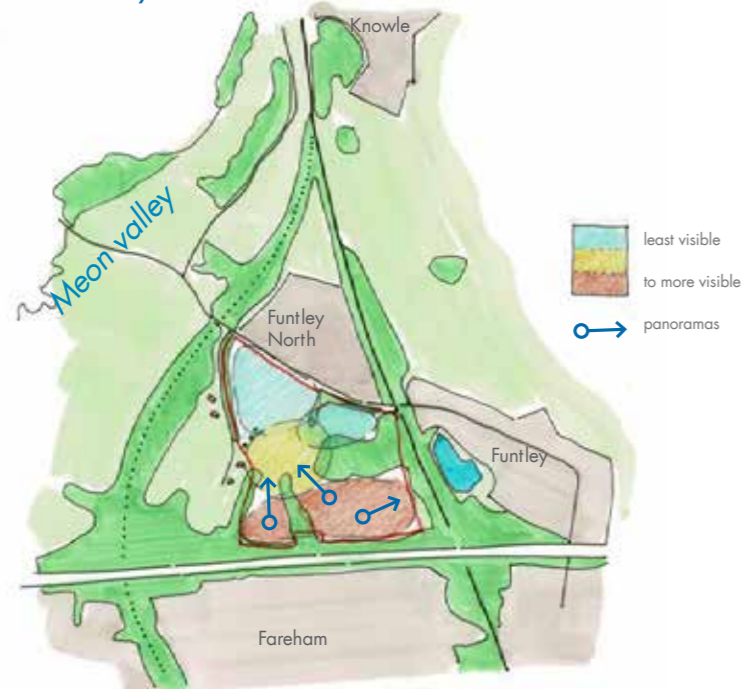 Knowle
Meon valley
least visible
to more visible
panoramas
Funtley
North
Funtley
Fareham